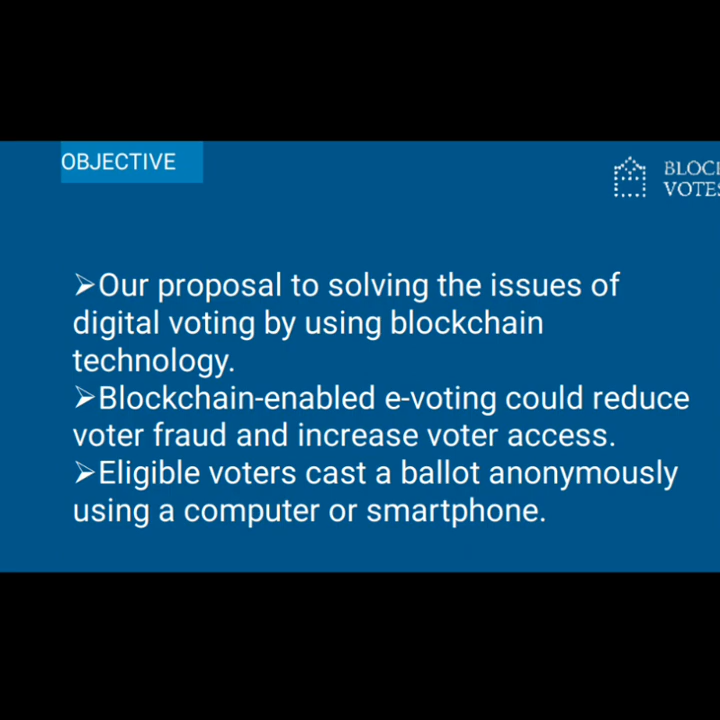 OBJECTIVE
VOTES
➢Our proposal to solving the issues of
digital voting by using blockchain
technology.
➢Blockchain-enabled e-voting could reduce
voter fraud and increase voter access.
➢Eligible voters cast a ballot anonymously
using a computer or smartphone.